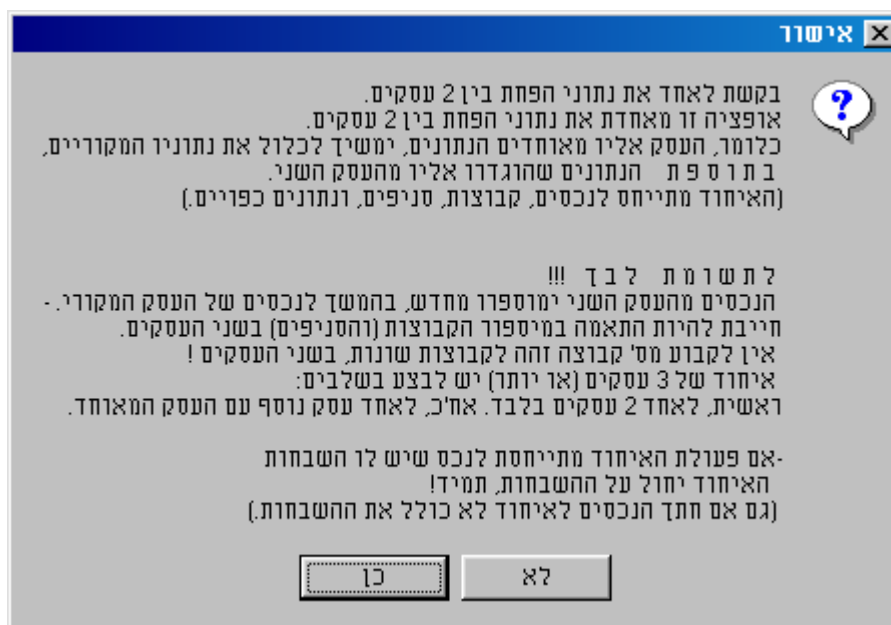 אישור
בקשת לאחד את נתוני הפחת בין 2 עסקים.
אופציה זו מאחדת את נתוני הפחת בין 2 עסקים.
כלומר, העסק אליו מאוחדים הנתונים, ימשיך לכלול את נתוניו המקוריים,
ב ת ו ס פ ת הנתונים שהוגדרו אליו מהעסק השני.
(האיחוד מתייחס לנכסים, קבוצות, סניפים, ונתונים כפויים.)
ל ת ש ו מ ת ל ב ך !!!
הנכסים מהעסק השני ימוספרו מחדש, בהמשך לנכסים של העסק המקורי. -
חייבת להיות התאמה במיספור הקבוצות (והסניפים) בשני העסקים.
אין לקבוע מס' קבוצה זהה לקבוצות שונות, בשני העסקים !
איחוד של 3 עסקים (או יותר) יש לבצע בשלבים:
ראשית, לאחד 2 עסקים בלבד. אח'כ, לאחד עסק נוסף עם העסק המאוחד.
-אם פעולת האיחוד מתייחסת לנכס שיש לו השבחות
האיחוד יחול על ההשבחות, תמיד!
(גם אם חתך הנכסים לאיחוד לא כולל את ההשבחות.)
לא
כן